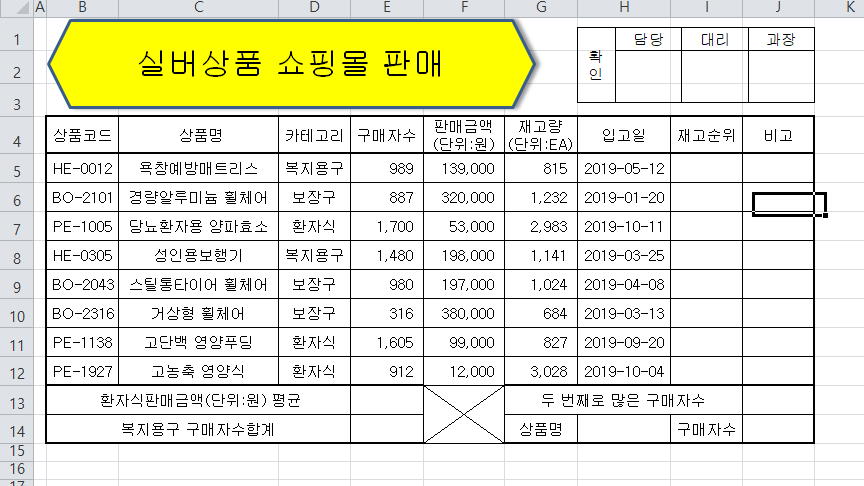 A B C D E F G H I J K
1 실버상품 쇼핑몰 판매 확인 담당 대리 과장
2
3
4 상품코드 상품명 카테고리 구매자수 판매금액(단위:원) 재고량(단위:EA) 입고일 재고순위 비고
5 HE-0012 욕창예방매트리스 복지용구 989 139,000 815 2019-05-12
6 BO-2101 경량알루미늄 휠체어 보장구 887 320,000 1,232 2019-01-20
7 PE-1005 당뇨환자용 양파효소 환자식 1,700 53,000 2,983 2019-10-11
8 HE-0305 성인용보행기 복지용구 1,480 198,000 1,141 2019-03-25
9 BO-2043 스틸통타이어 휠체어 보장구 980 197,000 1,024 2019-04-08
10 BO-2316 거상형 휠체어 보장구 316 380,000 684 2019-03-13
11 PE-1138 고단백 영양푸딩 환자식 1,605 99,000 827 2019-09-20
12 PE-1927 고농축 영양식 환자식 912 12,000 3,028 2019-10-04
13 환자식판매금액(단위:원) 평균 두 번째로 많은 구매자수
14 복지용구 구매자수합계 상품명 구매자수
15
16
17